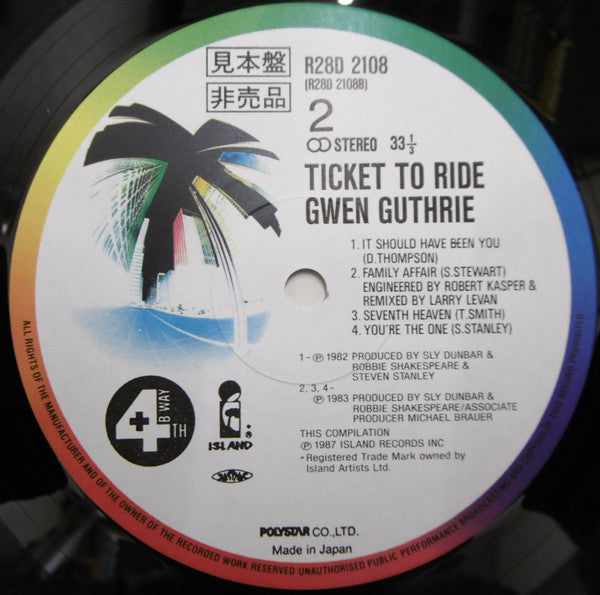 見本盤
非売品
R28D 2108
(R28D 2108B)
2
STEREO 33 1/3
TICKET TO RIDE
GWEN GUTHRIE
1. IT SHOULD HAVE BEEN YOU
(D.THOMPSON)
2. FAMILY AFFAIR (S.STEWART)
ENGINEERED BY ROBERT KASPER &
REMIXED BY LARRY LEVAN
3. SEVENTH HEAVEN (T.SMITH)
4. YOU'RE THE ONE (S.STANLEY)
1 - Ⓟ 1982 PRODUCED BY SLY DUNBAR &
ROBBIE SHAKESPEARE &
STEVEN STANLEY
2, 3, 4 -
Ⓟ 1983 PRODUCED BY SLY DUNBAR &
ROBBIE SHAKESPEARE/ASSOCIATE
PRODUCER MICHAEL BRAUER
THIS COMPILATION
Ⓟ 1987 ISLAND RECORDS INC
• Registered Trade Mark owned by
Island Artists Ltd.
4TH
B'WAY
ISLAND
®
POLYSTAR CO.,LTD.
Made in Japan
ALL RIGHTS OF THE MANUFACTURER AND OF THE OWNER OF THE RECORDED WORK RESERVED UNAUTHORISED PUBLIC PERFORMANCE BROADCASTING AND COPYING OF THIS RECORD PROHIBITED